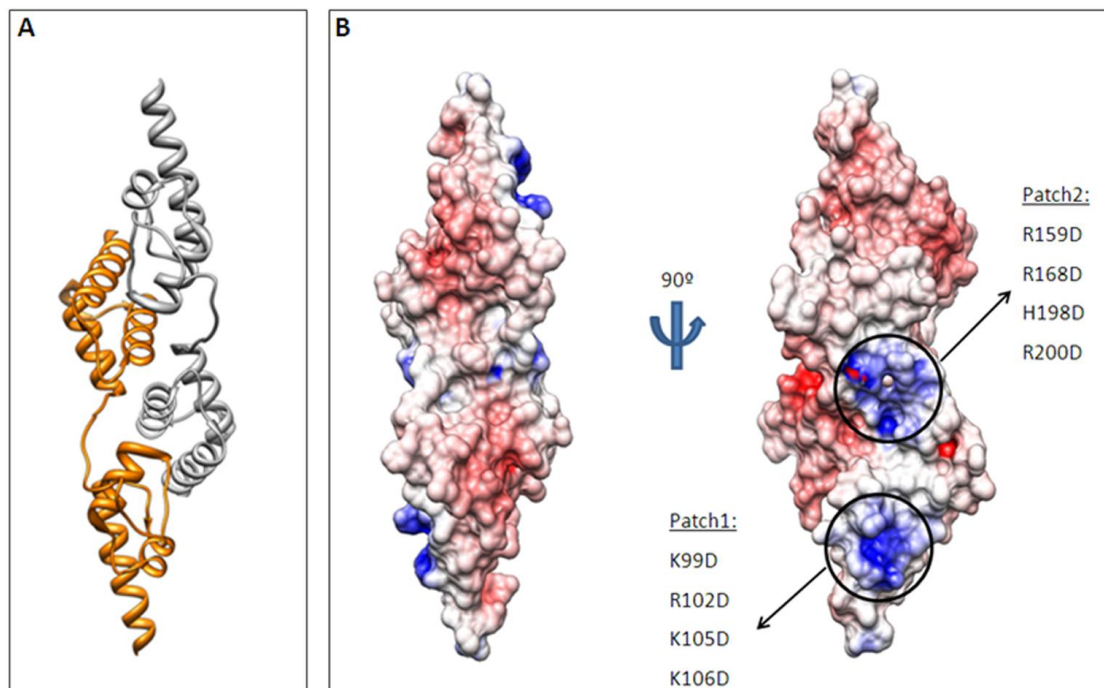 A
B
90º
Patch2:
R159D
R168D
H198D
R200D
Patch1:
K99D
R102D
K105D
K106D